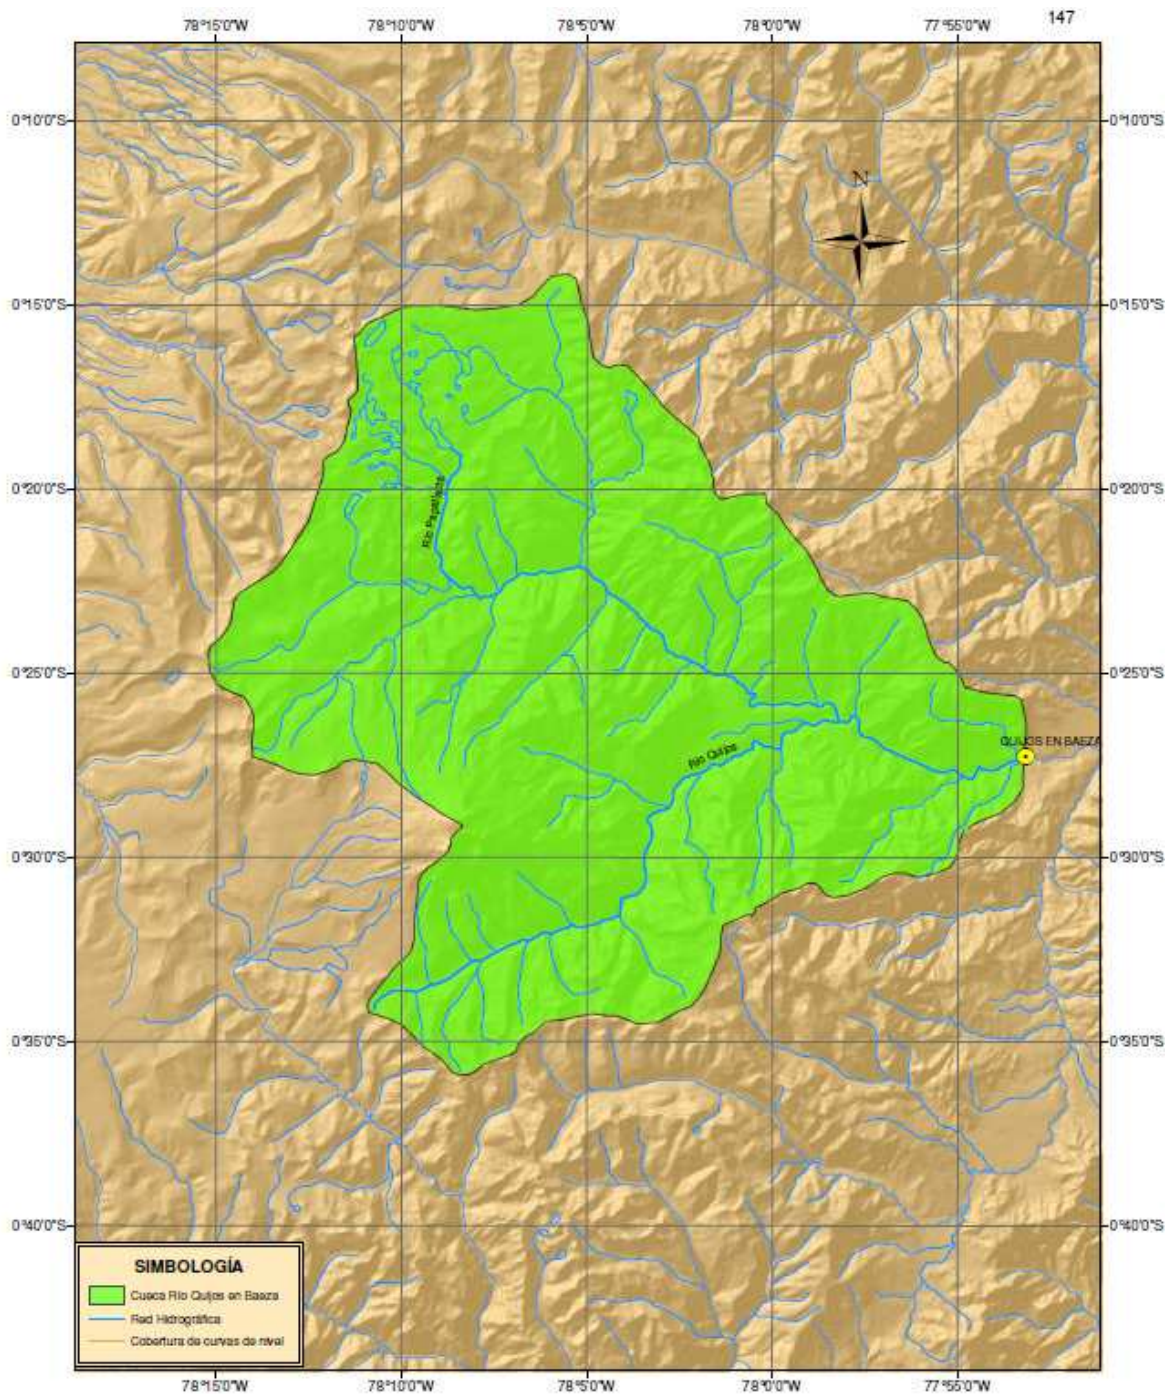 147
78°15'0"W 78°10'0"W 78°5'0"W 78°0'0"W 77°55'0"W
0°10'0"S 0°10'0"S
N
0°15'0"S 0°15'0"S
0°20'0"S 0°20'0"S
Río Papallacta
0°25'0"S 0°25'0"S
QUIJOS EN BAEZA
Río Quijos
0°30'0"S 0°30'0"S
0°35'0"S 0°35'0"S
0°40'0"S 0°40'0"S
SIMBOLOGÍA
Cueca Río Quijos en Baeza
Red Hidrográfica
Cobertura de curvas de nivel
78°15'0"W 78°10'0"W 78°5'0"W 78°0'0"W 77°55'0"W